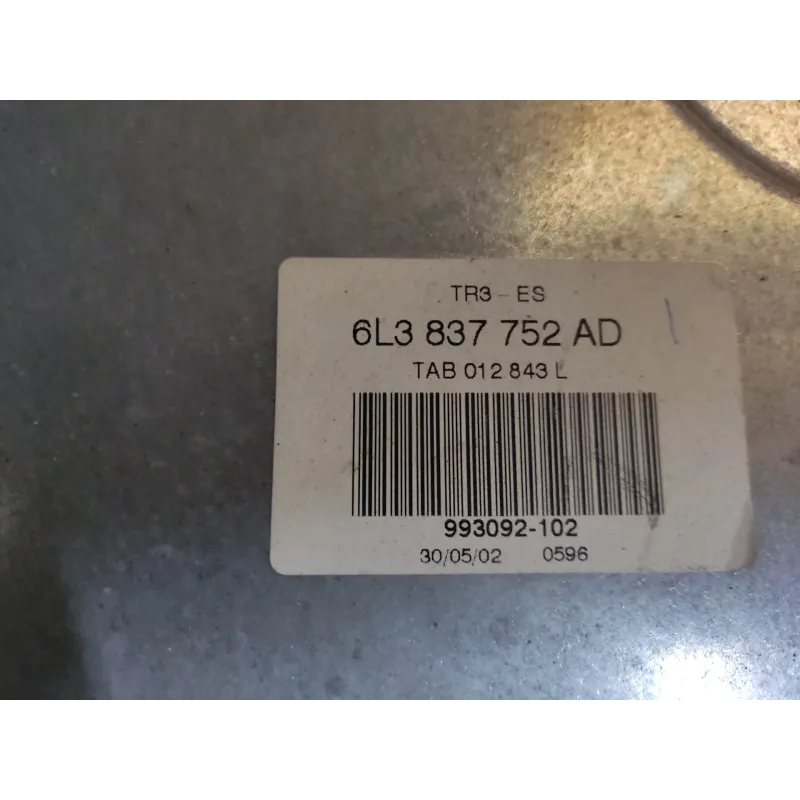 TR3 - ES
6L3 837 752 AD
TAB 012 843 L
993092-102
30/05/02 0596